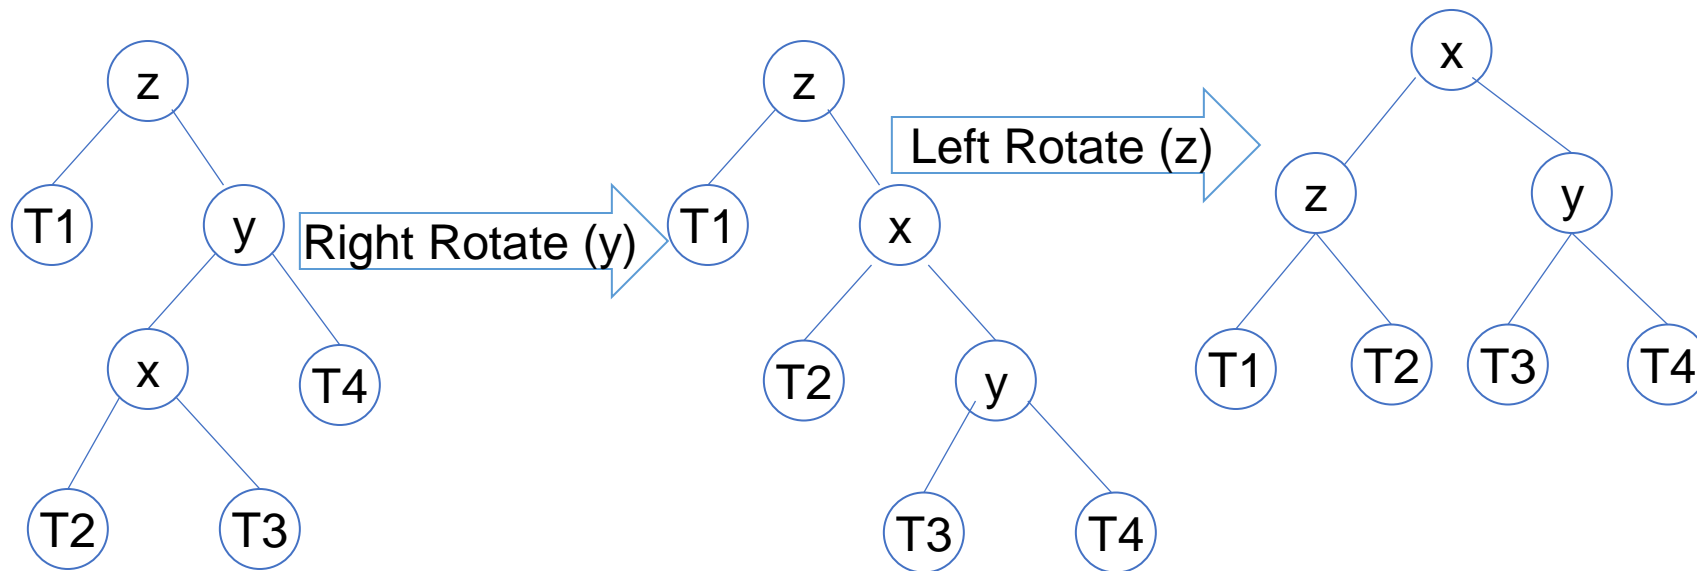 z
T1
y
x
T4
T2
T3
Right Rotate (y)
z
T1
x
T2
y
T3
T4
Left Rotate (z)
x
z
y
T1
T2
T3
T4